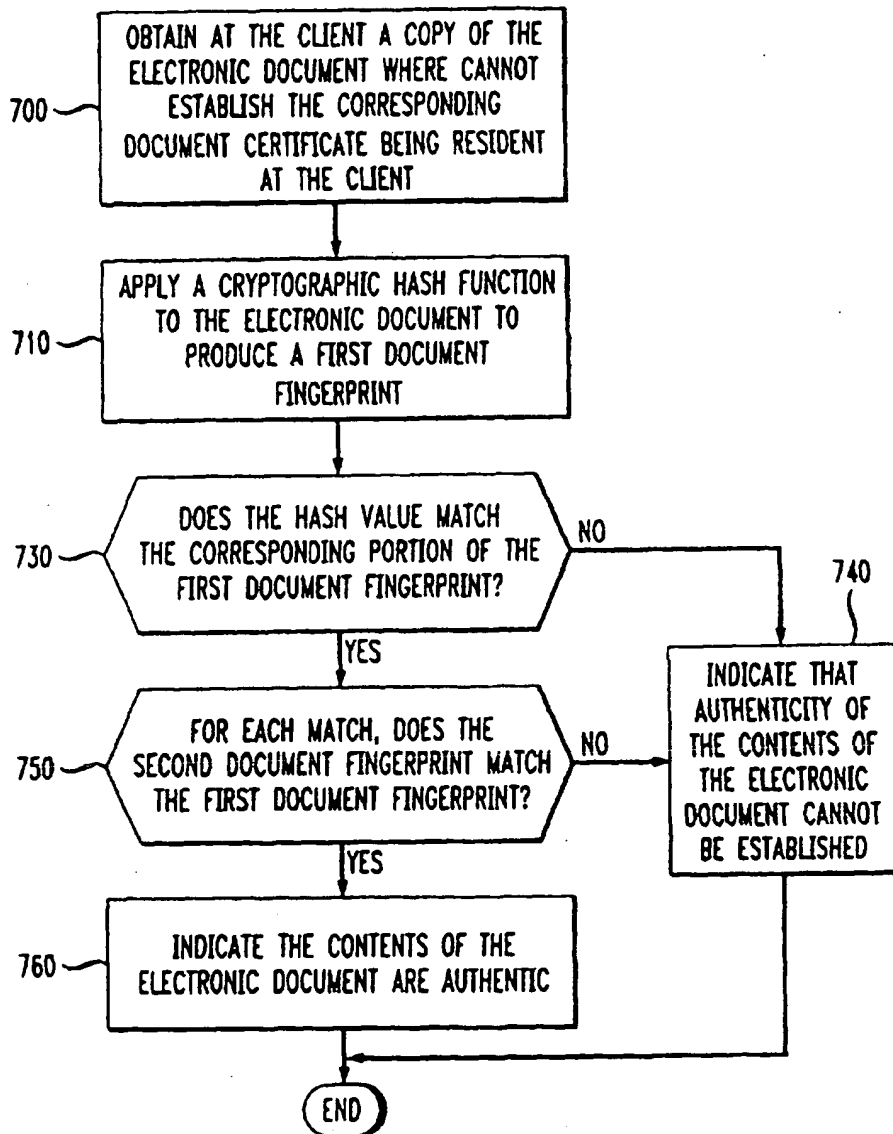 OBTAIN AT THE CLIENT A COPY OF THE
ELECTRONIC DOCUMENT WHERE CANNOT
ESTABLISH THE CORRESPONDING
DOCUMENT CERTIFICATE BEING RESIDENT
AT THE CLIENT
700
APPLY A CRYPTOGRAPHIC HASH FUNCTION
TO THE ELECTRONIC DOCUMENT TO
PRODUCE A FIRST DOCUMENT
FINGERPRINT
710
DOES THE HASH VALUE MATCH
THE CORRESPONDING PORTION OF THE
FIRST DOCUMENT FINGERPRINT?
730
NO
YES
740
INDICATE THAT
AUTHENTICITY OF
THE CONTENTS OF
THE ELECTRONIC
DOCUMENT CANNOT
BE ESTABLISHED
FOR EACH MATCH, DOES THE
SECOND DOCUMENT FINGERPRINT MATCH
THE FIRST DOCUMENT FINGERPRINT?
750
NO
YES
INDICATE THE CONTENTS OF THE
ELECTRONIC DOCUMENT ARE AUTHENTIC
760
END